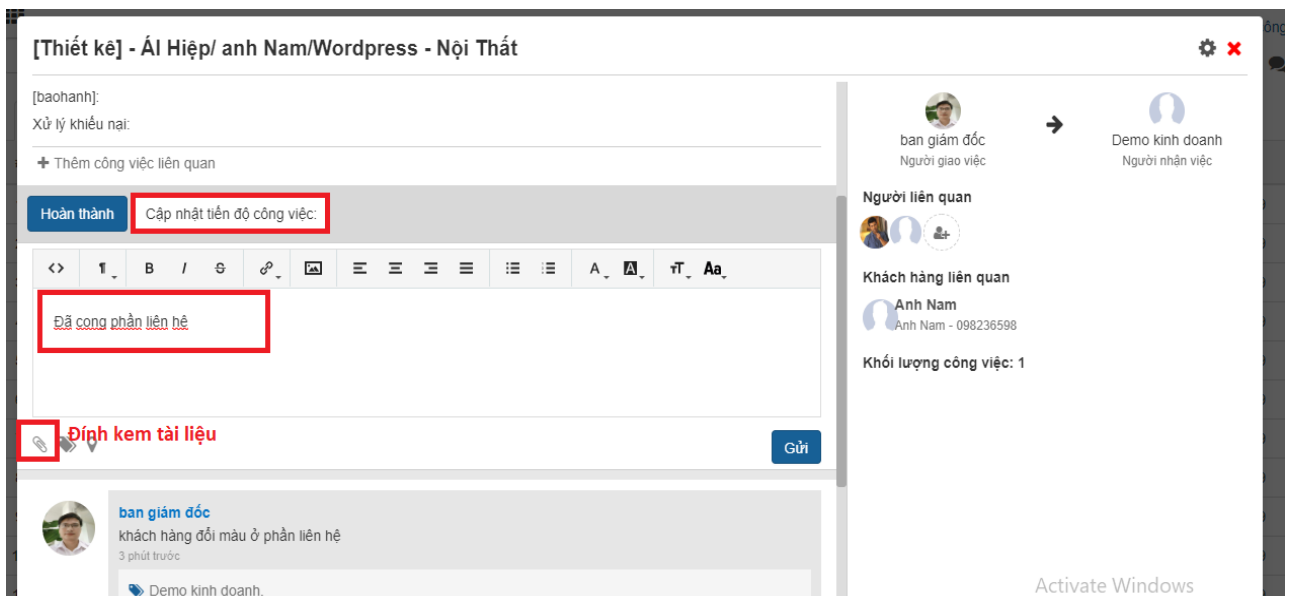 [Thiết kê] - ÁI Hiệp/ anh Nam/Wordpress - Nội Thất
[baohanh]:
Xử lý khiếu nại:
Thêm công việc liên quan
Hoàn thành
Cập nhật tiến độ công việc:
B I S
A A Aa
Đã cong phần liên hê
Đính kem tài liệu
Gửi
ban giám đốc
khách hàng đổi màu ở phần liên hệ
3 phút trước
Demo kinh doanh,
ban giám đốc
Người giao việc
Demo kinh doanh
Người nhận việc
Người liên quan
Khách hàng liên quan
Anh Nam
Anh Nam - 098236598
Khối lượng công việc: 1
Activate Windows